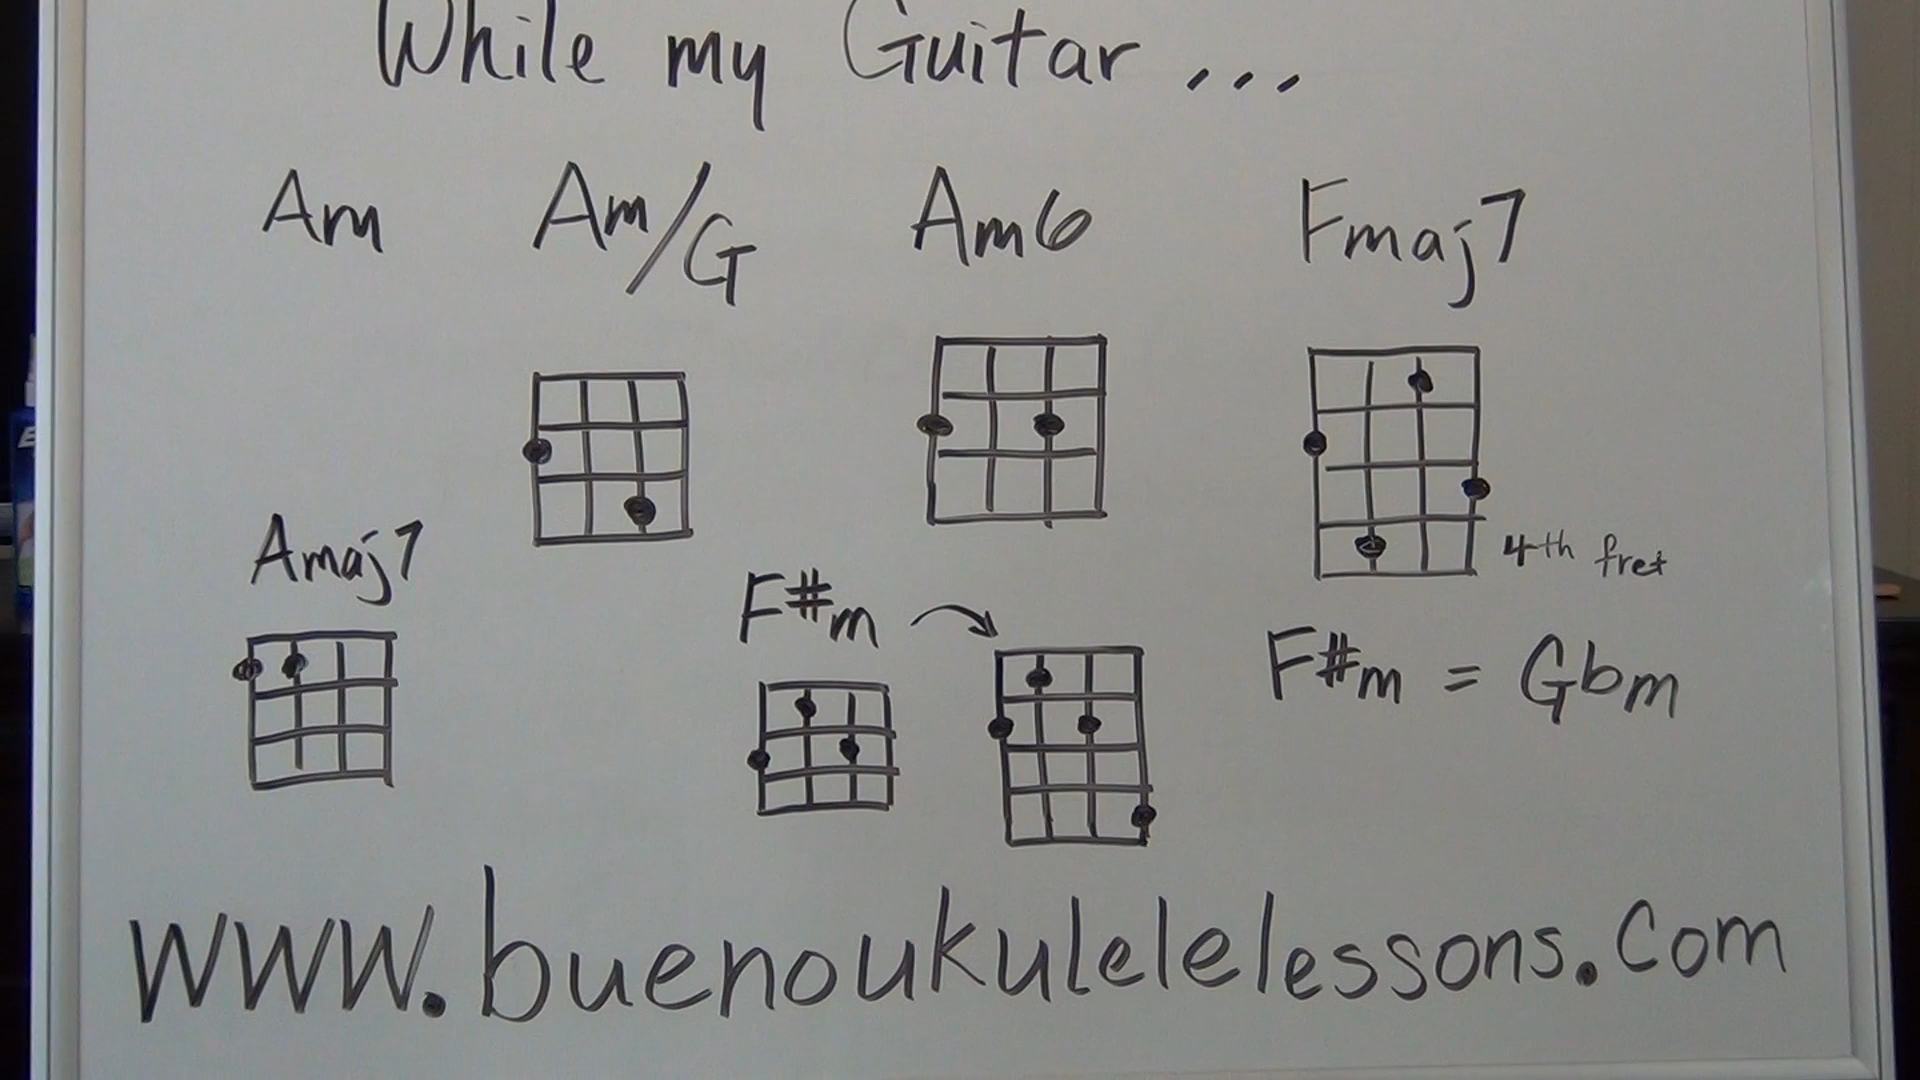 While my Guitar ...
Am Am/G Am6 Fmaj7
4th fret
Amaj7 F#m F#m = Gbm
www.buenoukulelelessons.com